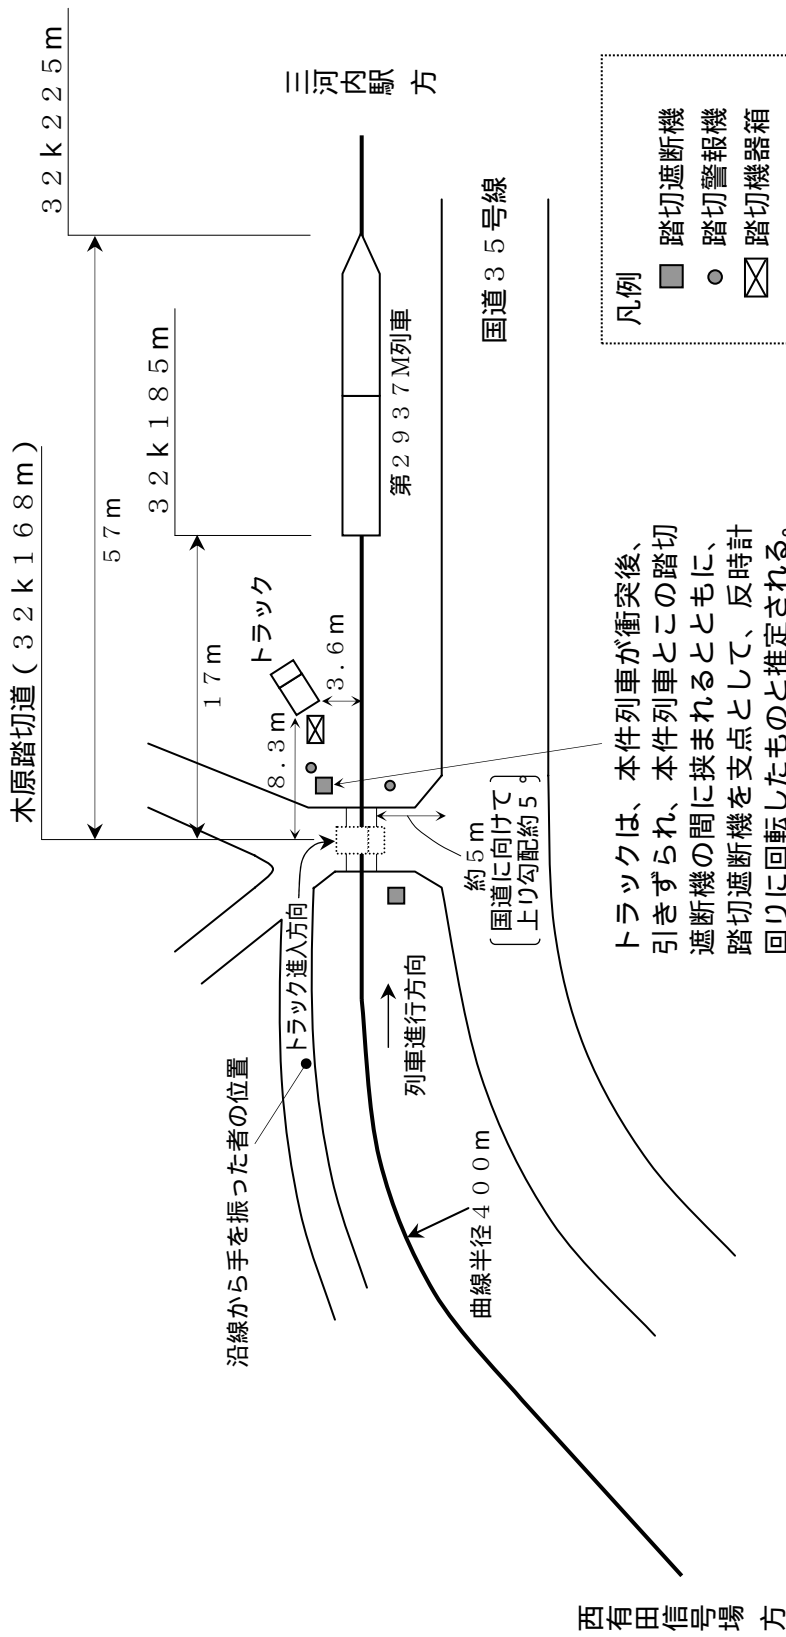 木原踏切道(32k168m)
32k225m
57m
32k185m
17m
三河内駅 方
トラック
8.3m
3.6m
第2937M列車
国道35号線
約5m
国道に向けて
上り勾配約5°
トラック進入方向
沿線から手を振った者の位置
列車進行方向
曲線半径400m
西有田信号場 方
トラックは、本件列車が衝突後、
引きずられ、本件列車とこの踏切
遮断機の間に挟まれるとともに、
踏切遮断機を支点として、反時計
回りに回転したものと推定される。
凡例
踏切遮断機
踏切警報機
踏切機器箱